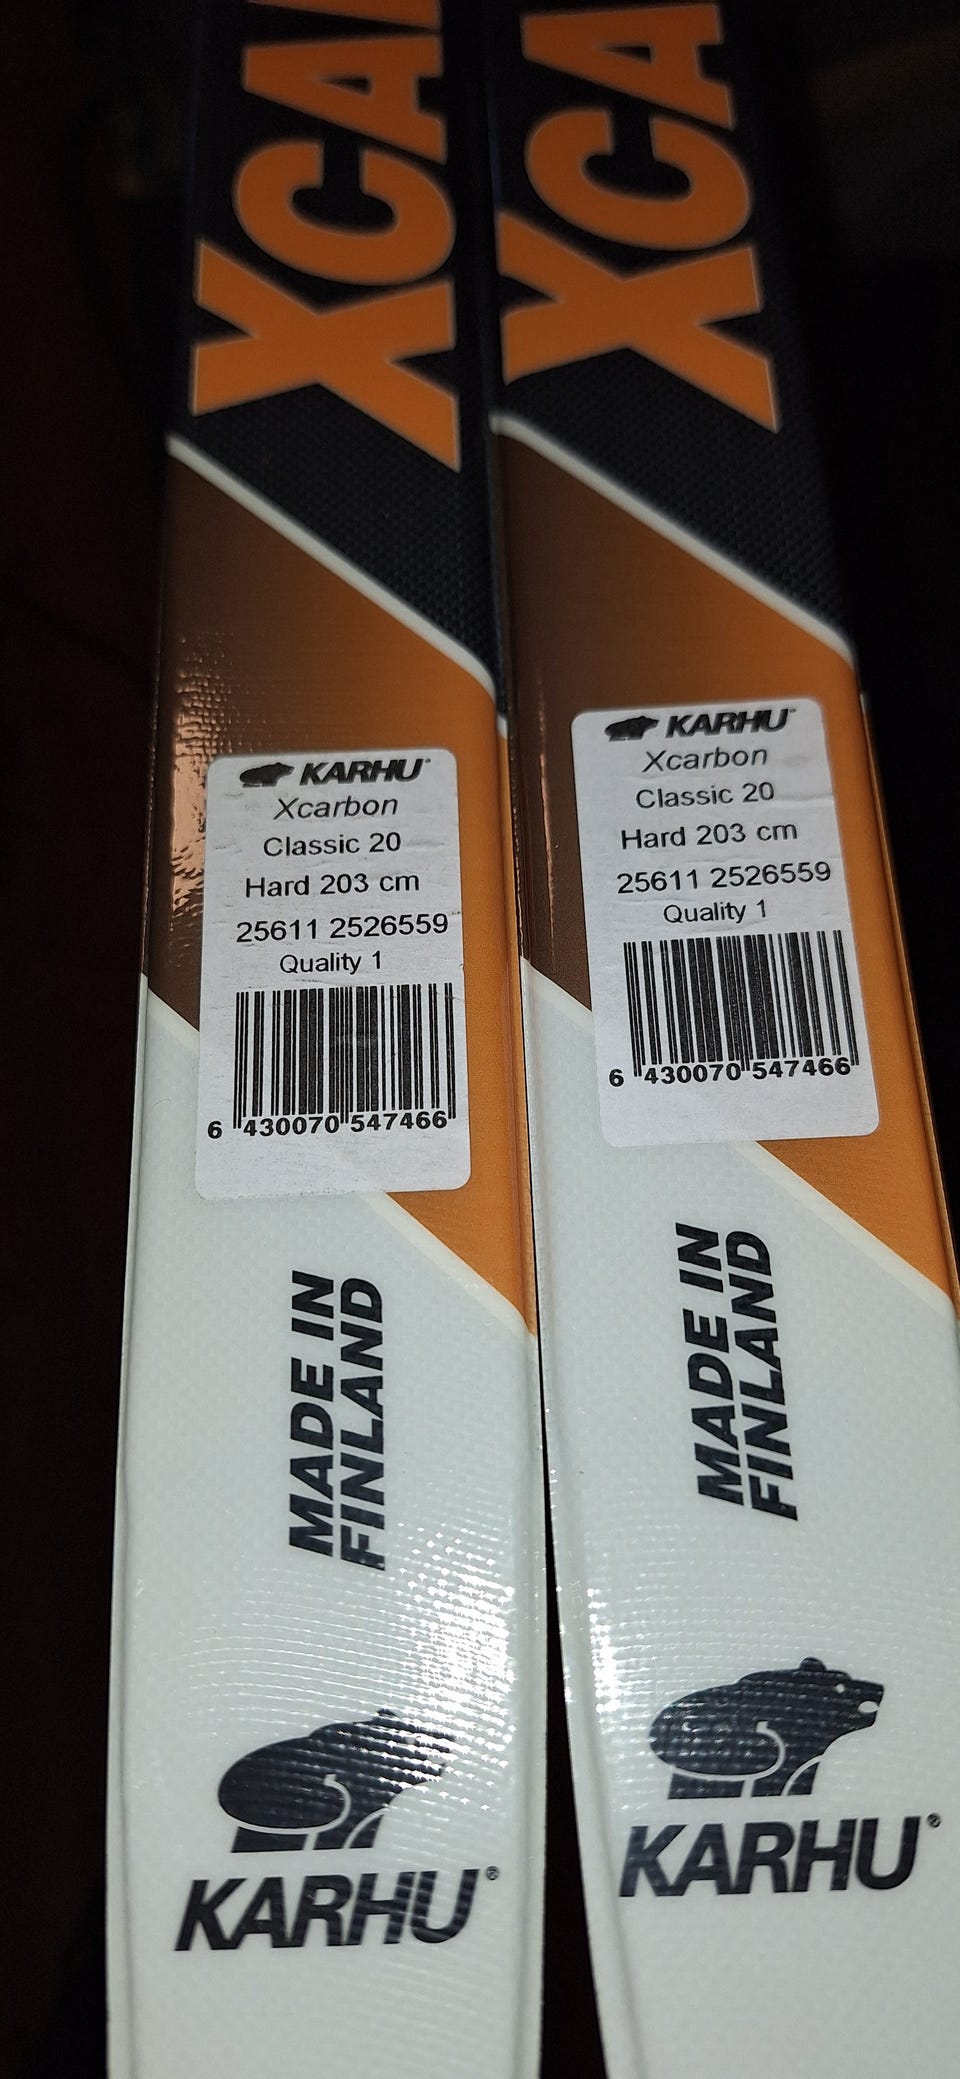 XCA
XCA
KARHU
Xcarbon
Classic 20
Hard 203 cm
25611 2526559
Quality 1
6 430070 547466
MADE IN
FINLAND
KARHU®
KARHU
Xcarbon
Classic 20
Hard 203 cm
25611 2526559
Quality 1
6 430070 547466
MADE IN
FINLAND
KARHU®